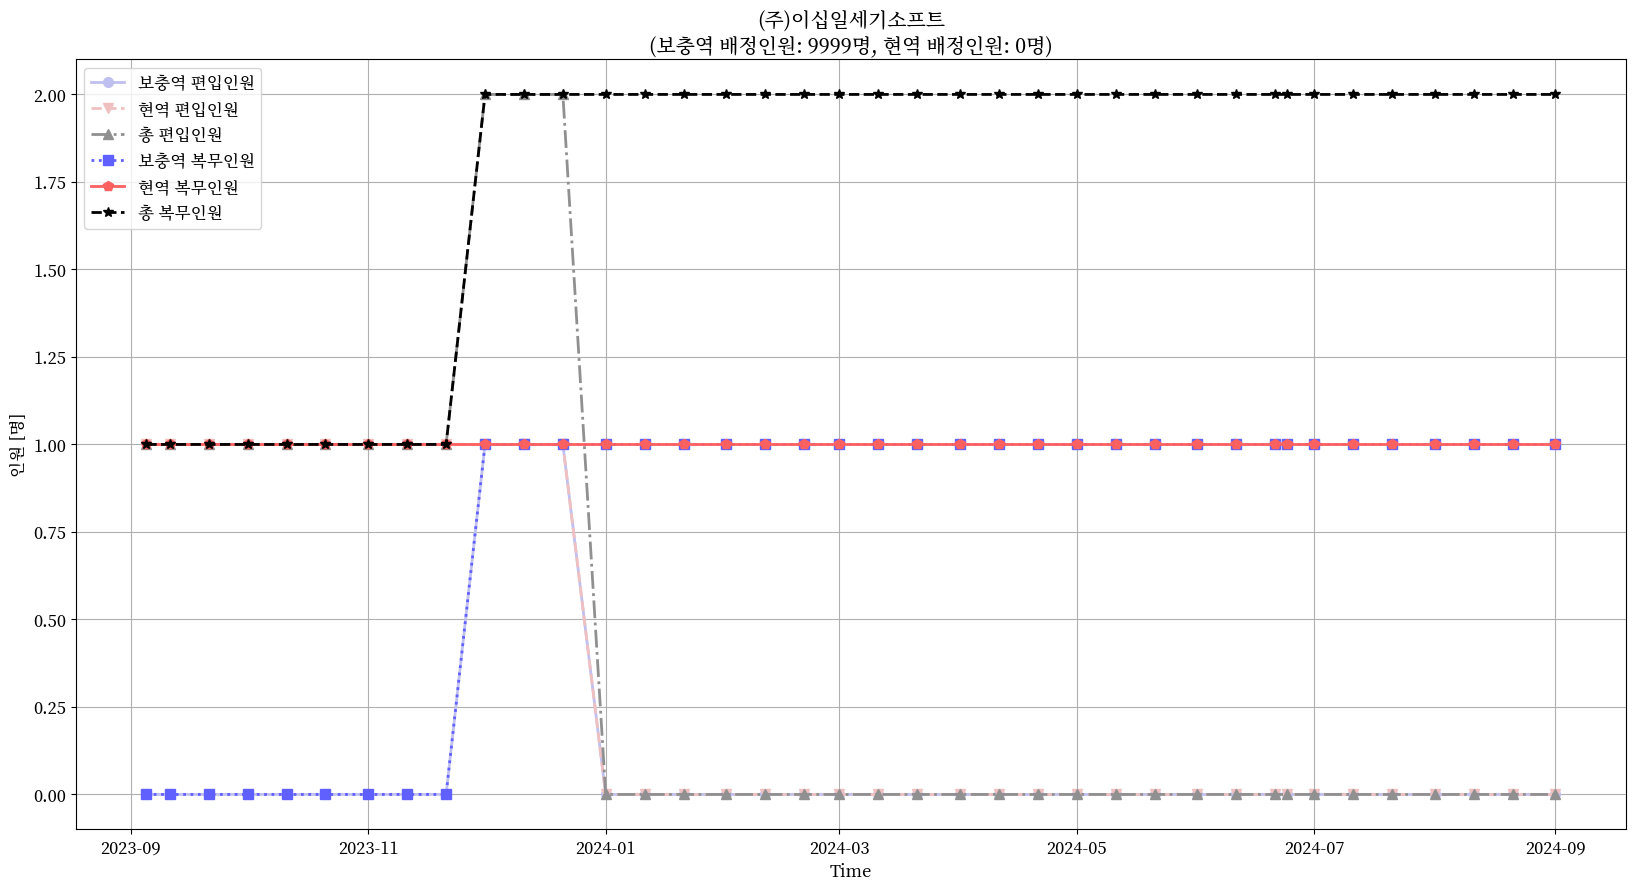 (주)이십일세기소프트
(보충역 배정인원: 9999명, 현역 배정인원: 0명)
보충역 편입인원
현역 편입인원
총 편입인원
보충역 복무인원
현역 복무인원
총 복무인원
2.00
1.75
1.50
1.25
1.00
0.75
0.50
0.25
0.00
인원 [명]
2023-09 2023-11 2024-01 2024-03 2024-05 2024-07 2024-09
Time